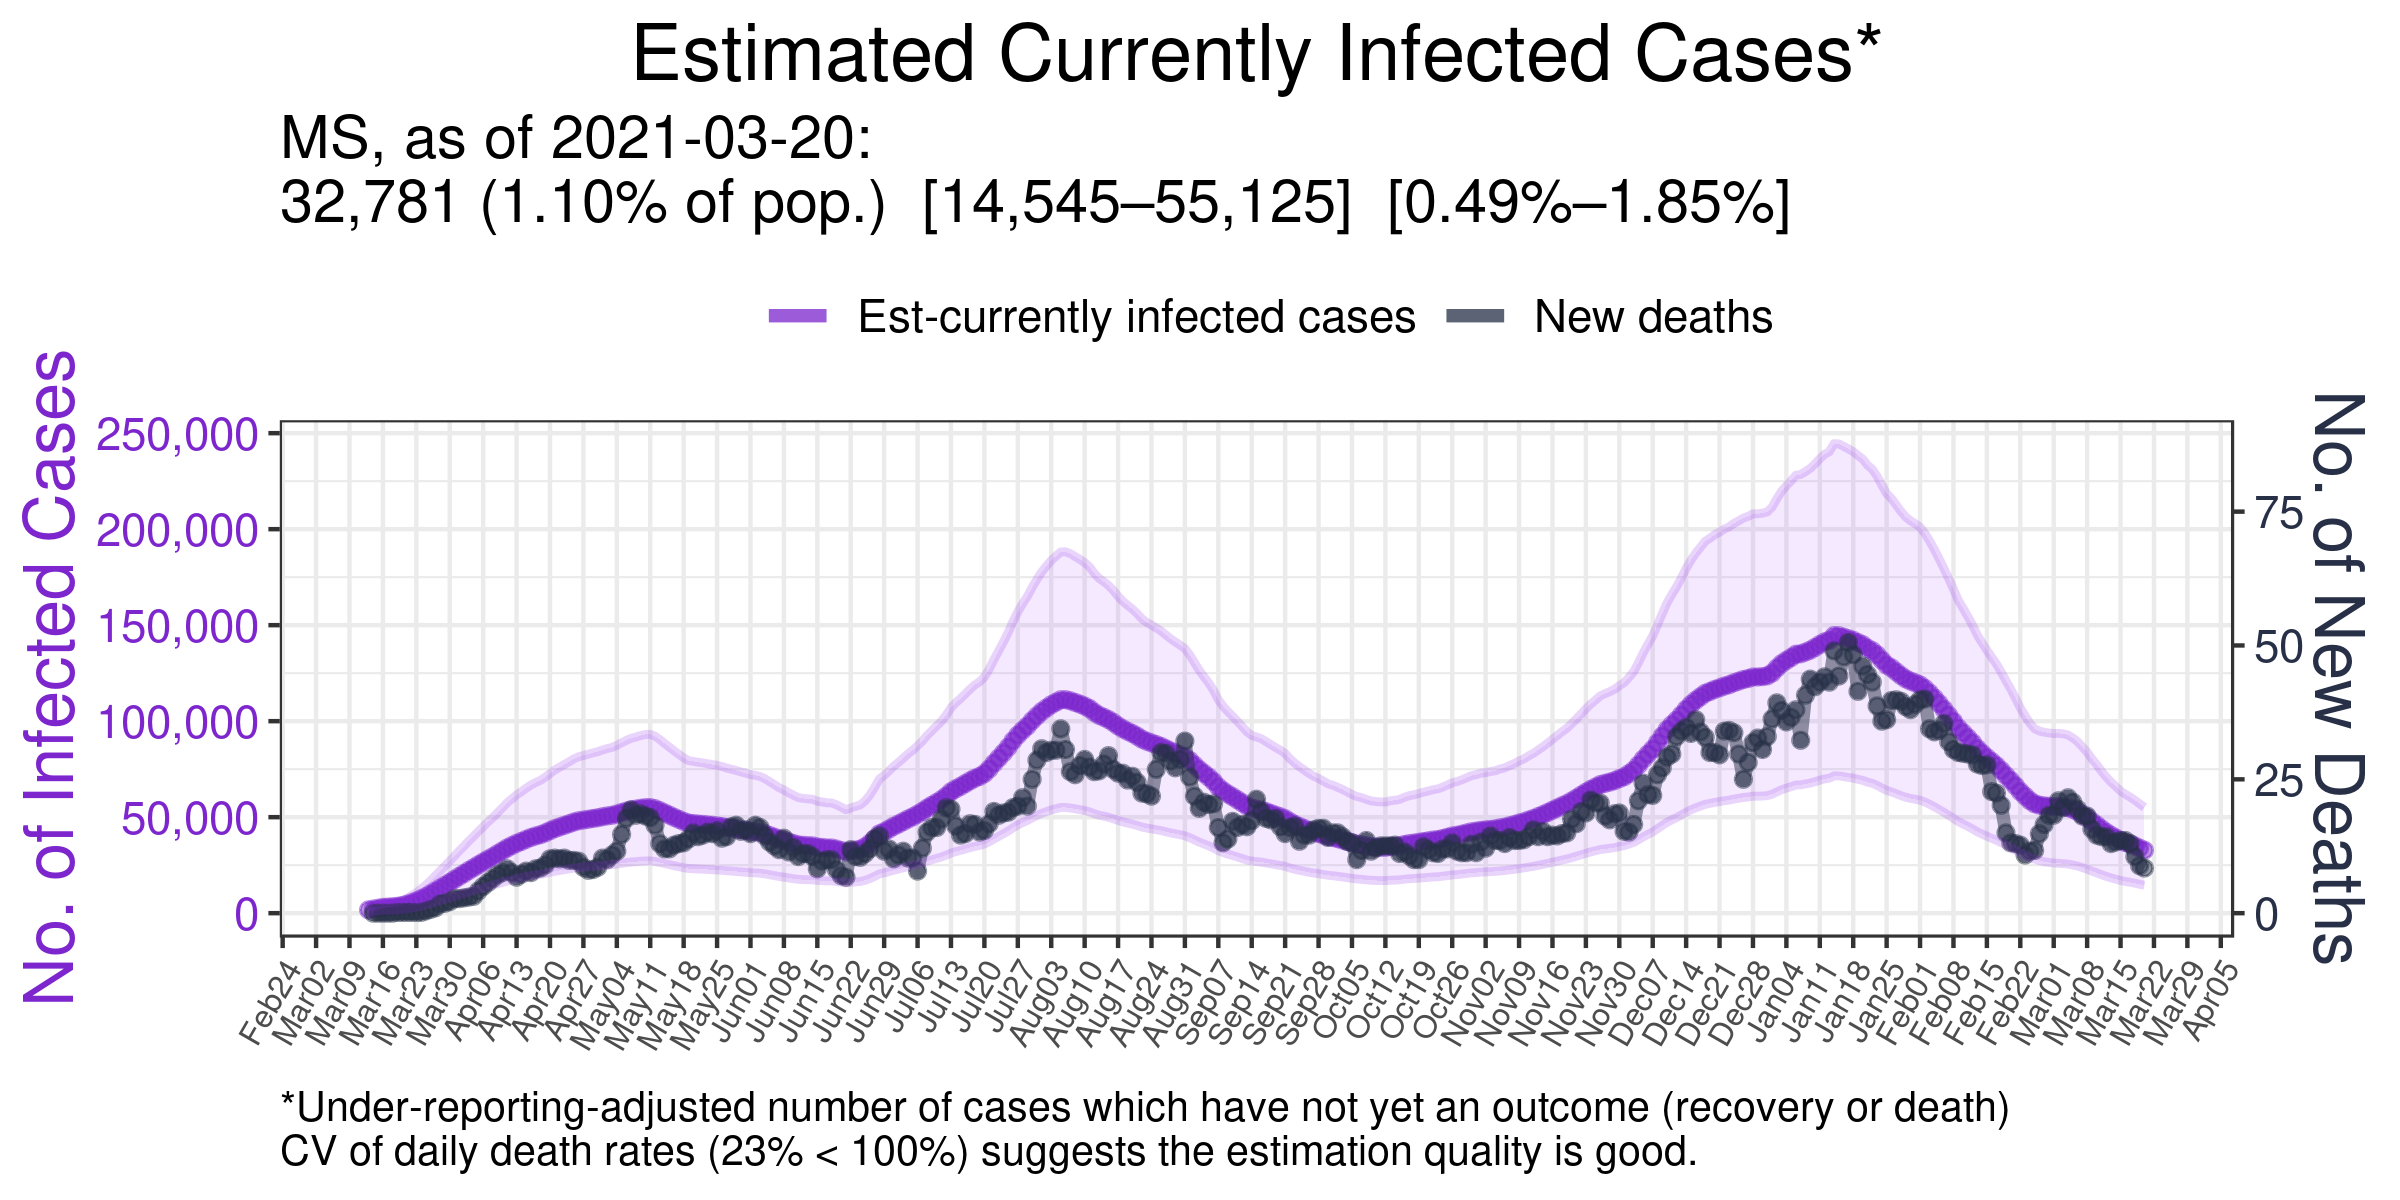 Estimated Currently Infected Cases*
MS, as of 2021-03-20:
32,781 (1.10% of pop.)  [14,545–55,125]  [0.49%–1.85%]
Est-currently infected cases
New deaths
No. of Infected Cases
250,000
200,000
150,000
100,000
50,000
0
75
50
25
0
No. of New Deaths
Feb24
Mar02
Mar09
Mar16
Mar23
Mar30
Apr06
Apr13
Apr20
Apr27
May04
May11
May18
May25
Jun01
Jun08
Jun15
Jun22
Jun29
Jul06
Jul13
Jul20
Jul27
Aug03
Aug10
Aug17
Aug24
Aug31
Sep07
Sep14
Sep21
Sep28
Oct05
Oct12
Oct19
Oct26
Nov02
Nov09
Nov16
Nov23
Nov30
Dec07
Dec14
Dec21
Dec28
Jan04
Jan11
Jan18
Jan25
Feb01
Feb08
Feb15
Feb22
Mar01
Mar08
Mar15
Mar22
Mar29
Apr05
*Under-reporting-adjusted number of cases which have not yet an outcome (recovery or death)
CV of daily death rates (23% < 100%) suggests the estimation quality is good.